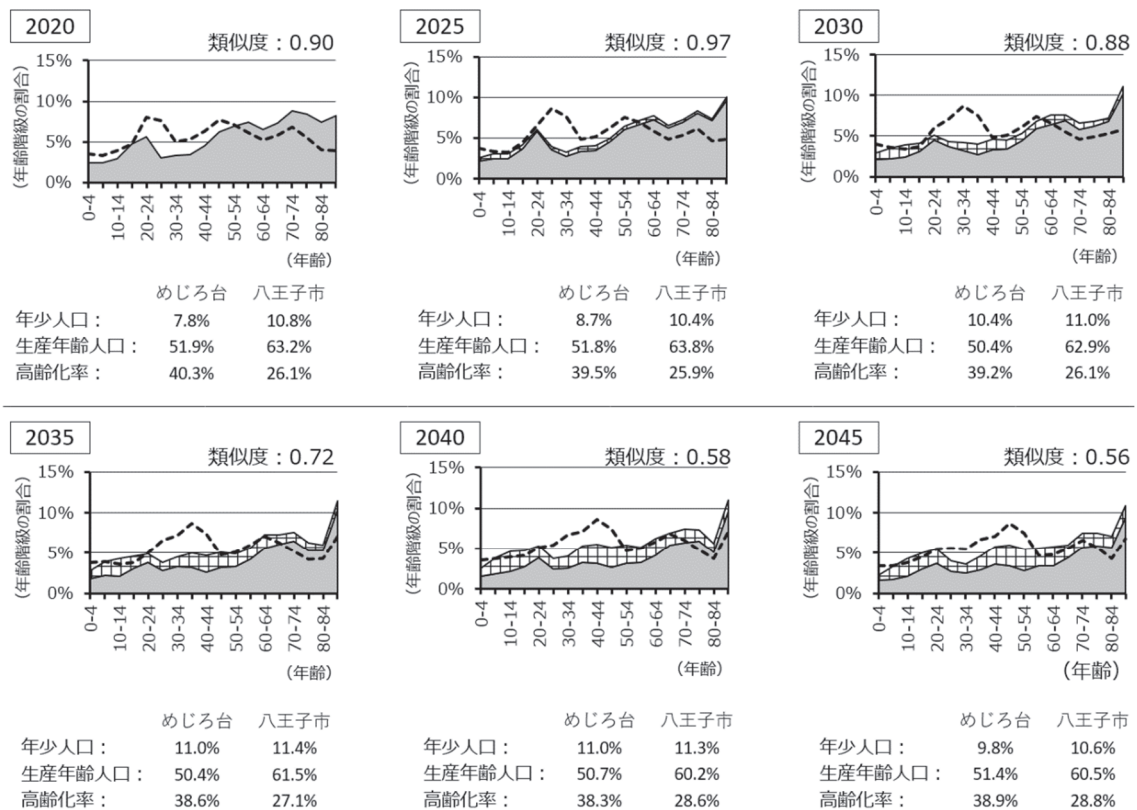 2020
類似度：0.90
(年齢階級の割合)
15%
10%
5%
0%
0-4
10-14
20-24
30-34
40-44
50-54
60-64
70-74
80-84
(年齢)
めじろ台 八王子市
年少人口： 7.8% 10.8%
生産年齢人口： 51.9% 63.2%
高齢化率： 40.3% 26.1%
2025
類似度：0.97
(年齢階級の割合)
15%
10%
5%
0%
0-4
10-14
20-24
30-34
40-44
50-54
60-64
70-74
80-84
(年齢)
めじろ台 八王子市
年少人口： 8.7% 10.4%
生産年齢人口： 51.8% 63.8%
高齢化率： 39.5% 25.9%
2030
類似度：0.88
(年齢階級の割合)
15%
10%
5%
0%
0-4
10-14
20-24
30-34
40-44
50-54
60-64
70-74
80-84
(年齢)
めじろ台 八王子市
年少人口： 10.4% 11.0%
生産年齢人口： 50.4% 62.9%
高齢化率： 39.2% 26.1%
2035
類似度：0.72
(年齢階級の割合)
15%
10%
5%
0%
0-4
10-14
20-24
30-34
40-44
50-54
60-64
70-74
80-84
(年齢)
めじろ台 八王子市
年少人口： 11.0% 11.4%
生産年齢人口： 50.4% 61.5%
高齢化率： 38.6% 27.1%
2040
類似度：0.58
(年齢階級の割合)
15%
10%
5%
0%
0-4
10-14
20-24
30-34
40-44
50-54
60-64
70-74
80-84
(年齢)
めじろ台 八王子市
年少人口： 11.0% 11.3%
生産年齢人口： 50.7% 60.2%
高齢化率： 38.3% 28.6%
2045
類似度：0.56
(年齢階級の割合)
15%
10%
5%
0%
0-4
10-14
20-24
30-34
40-44
50-54
60-64
70-74
80-84
(年齢)
めじろ台 八王子市
年少人口： 9.8% 10.6%
生産年齢人口： 51.4% 60.5%
高齢化率： 38.9% 28.8%